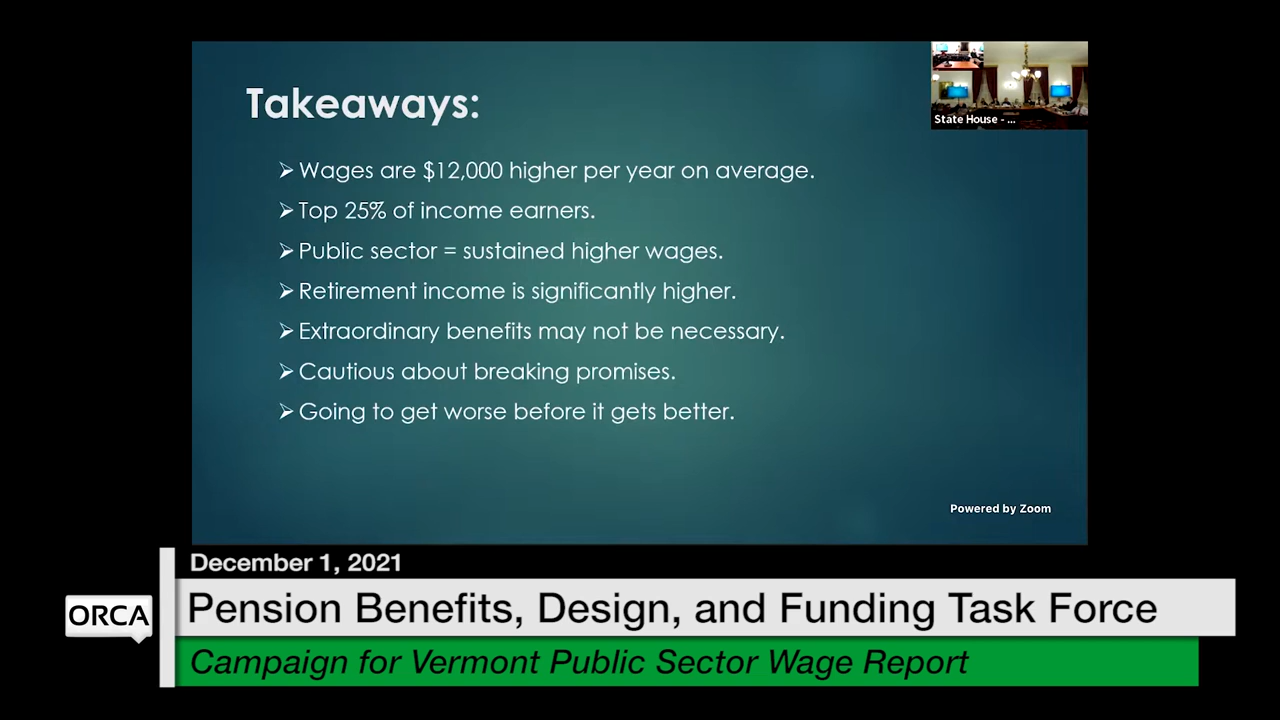 Takeaways:
State House - ...
Wages are $12,000 higher per year on average.
Top 25% of income earners.
Public sector = sustained higher wages.
Retirement income is significantly higher.
Extraordinary benefits may not be necessary.
Cautious about breaking promises.
Going to get worse before it gets better.
Powered by Zoom
December 1, 2021
ORCA
Pension Benefits, Design, and Funding Task Force
Campaign for Vermont Public Sector Wage Report